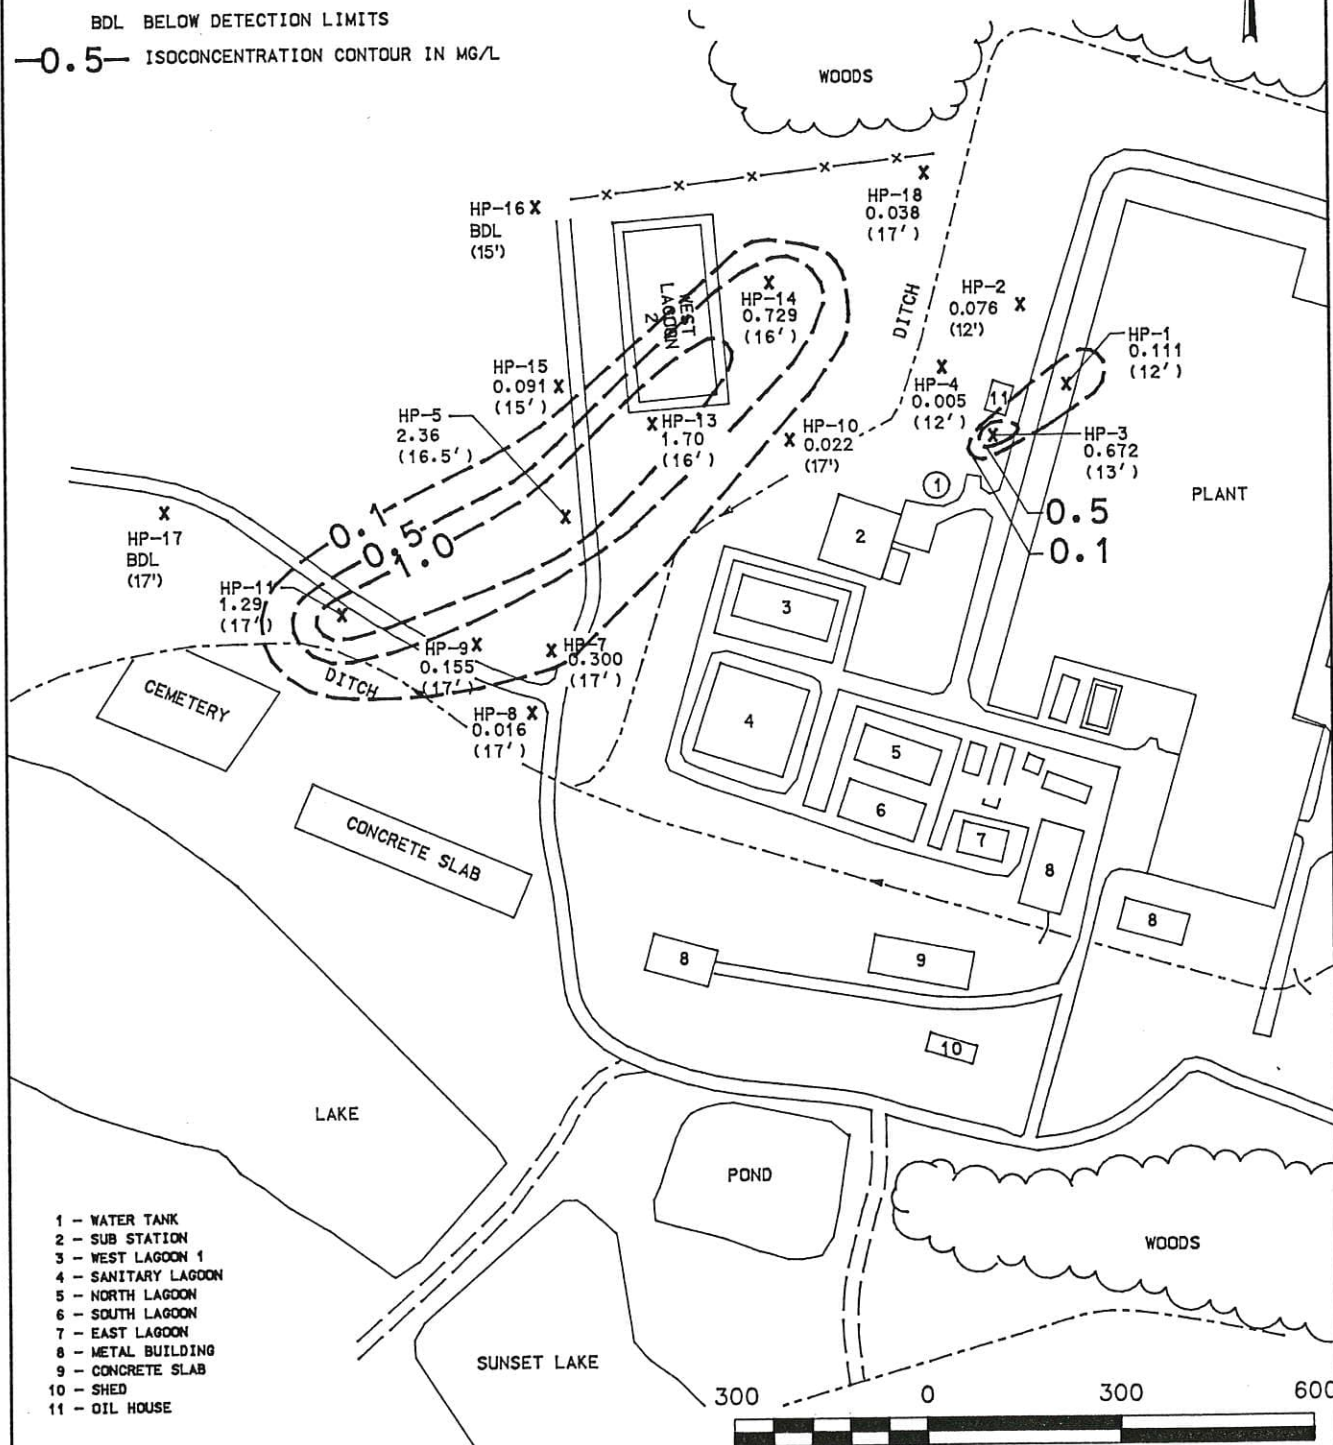 BDL BELOW DETECTION LIMITS
—0.5— ISOCONCENTRATION CONTOUR IN MG/L
WOODS
HP-16 X
BDL
(15')
HP-18
0.038
(17')
WEST
LAGOON
2
HP-14
0.729
(16')
DITCH
HP-2
0.076
(12')
HP-1
0.111
(12')
HP-15
0.091
(15')
HP-4
0.005
(12')
11
HP-5
2.36
(16.5')
HP-13
1.70
(16')
HP-10
0.022
(17')
HP-3
0.672
(13')
PLANT
1
0.5
0.1
HP-17
BDL
(17')
0.1
0.5
1.0
2
3
HP-11
1.29
(17')
HP-9
0.155
(17')
HP-7
0.300
(17')
DITCH
CEMETERY
HP-8
0.016
(17')
4
5
6
7
8
CONCRETE SLAB
8
8
9
10
LAKE
POND
WOODS
1 - WATER TANK
2 - SUB STATION
3 - WEST LAGOON 1
4 - SANITARY LAGOON
5 - NORTH LAGOON
6 - SOUTH LAGOON
7 - EAST LAGOON
8 - METAL BUILDING
9 - CONCRETE SLAB
10 - SHED
11 - OIL HOUSE
SUNSET LAKE
300 0 300 600